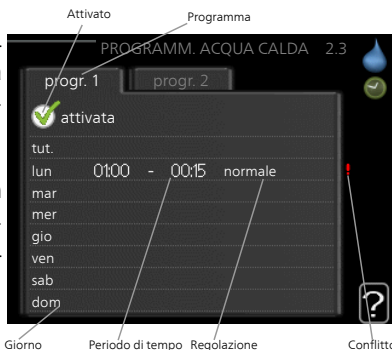 Attivato
Programma
PROGRAMM. ACQUA CALDA 2.3
progr. 1 progr. 2
attivata
tut.
lun 01:00 - 00:15 normale !
mar
mer
gio
ven
sab
dom
?
Giorno Periodo di tempo Regolazione Conflitto